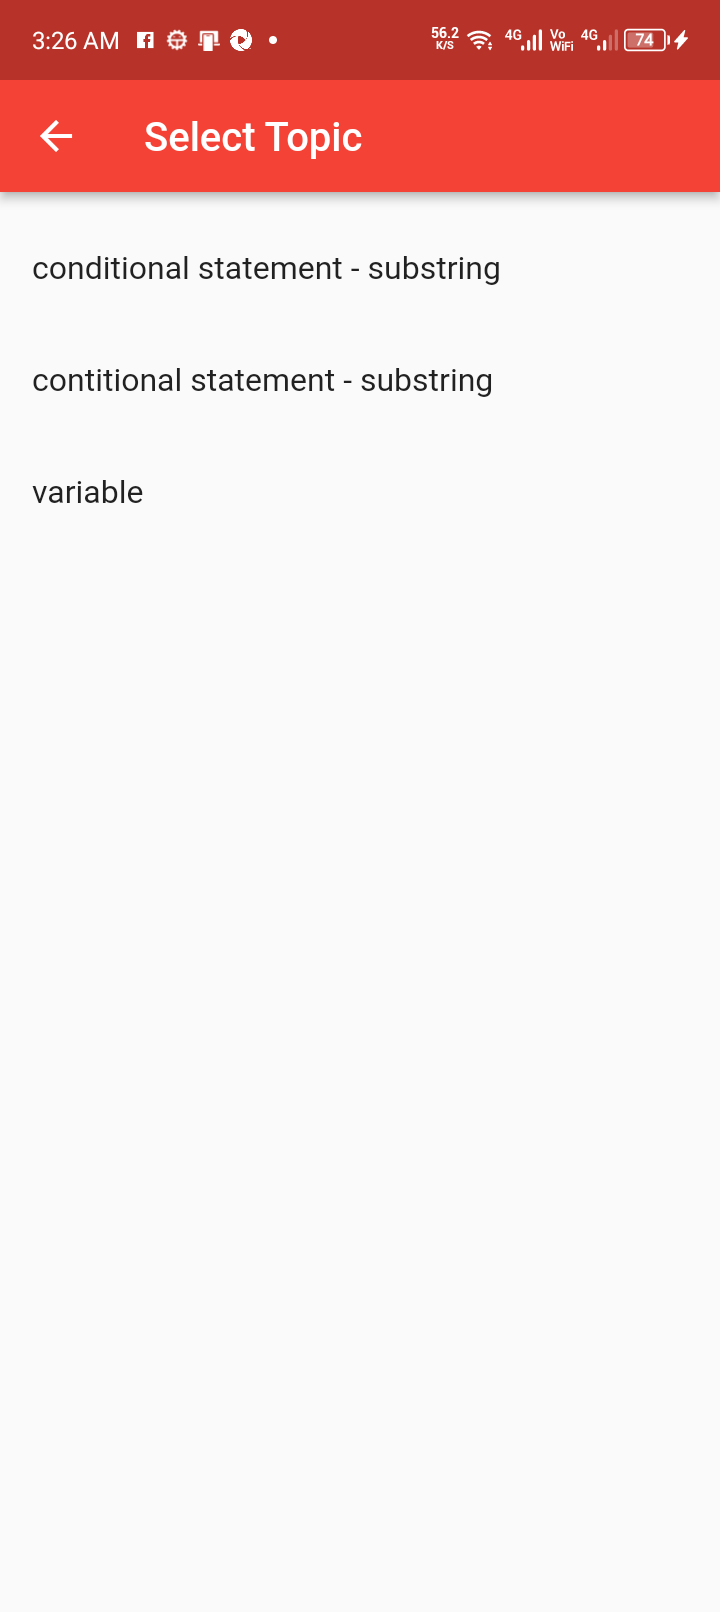 3:26 AM 56.2 K/S 4G Vo WiFi 4G 74
Select Topic
conditional statement - substring
contitional statement - substring
variable